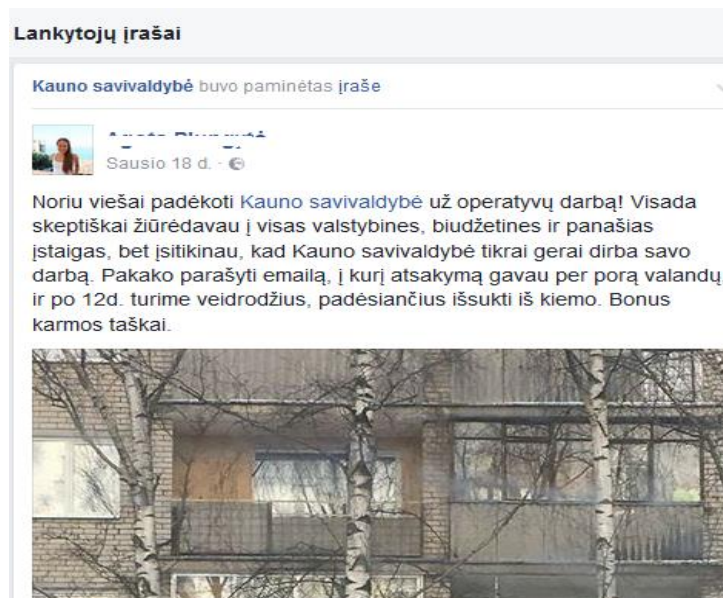 Lankytojų įrašai
Kauno savivaldybė buvo paminėtas įraše
Sausio 18 d. ·
Noriu viešai padėkoti Kauno savivaldybė už operatyvų darbą! Visada
skeptiškai žiūrėdavau į visas valstybines, biudžetines ir panašias
įstaigas, bet įsitikinau, kad Kauno savivaldybė tikrai gerai dirba savo
darbą. Pakako parašyti emailą, į kurį atsakymą gavau per porą valandų,
ir po 12d. turime veidrodžius, padėsiančius išsukti iš kiemo. Bonus
karmos taškai.